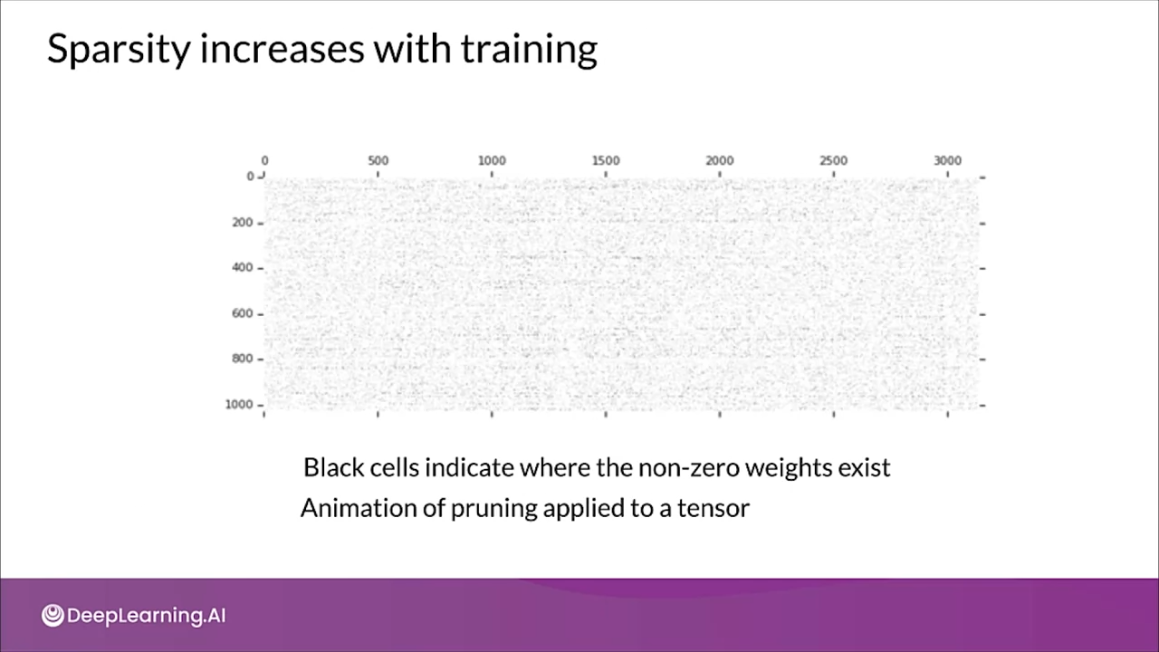 Sparsity increases with training
0 500 1000 1500 2000 2500 3000
0
200
400
600
800
1000
Black cells indicate where the non-zero weights exist
Animation of pruning applied to a tensor
DeepLearning.AI